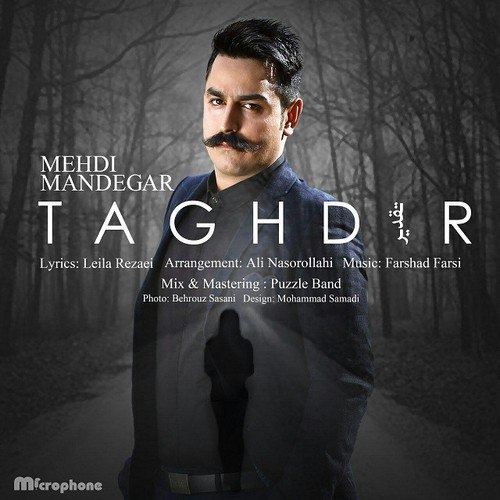 MEHDI
MANDEGAR
TAGHDIR
تقدیر
Lyrics: Leila Rezaei Arrangement: Ali Nasorollahi Music: Farshad Farsi
Mix & Mastering : Puzzle Band
Photo: Behrouz Sasani Design: Mohammad Samadi
Microphone